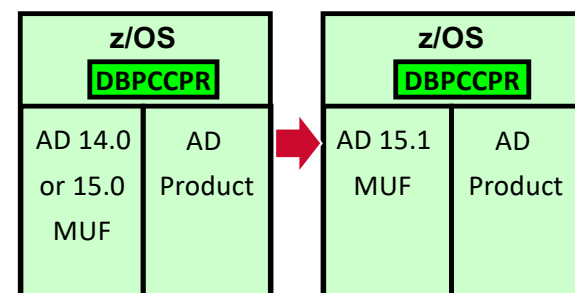 z/OS
DBPCCPR
AD 14.0
or 15.0
MUF
AD
Product
z/OS
DBPCCPR
AD 15.1
MUF
AD
Product